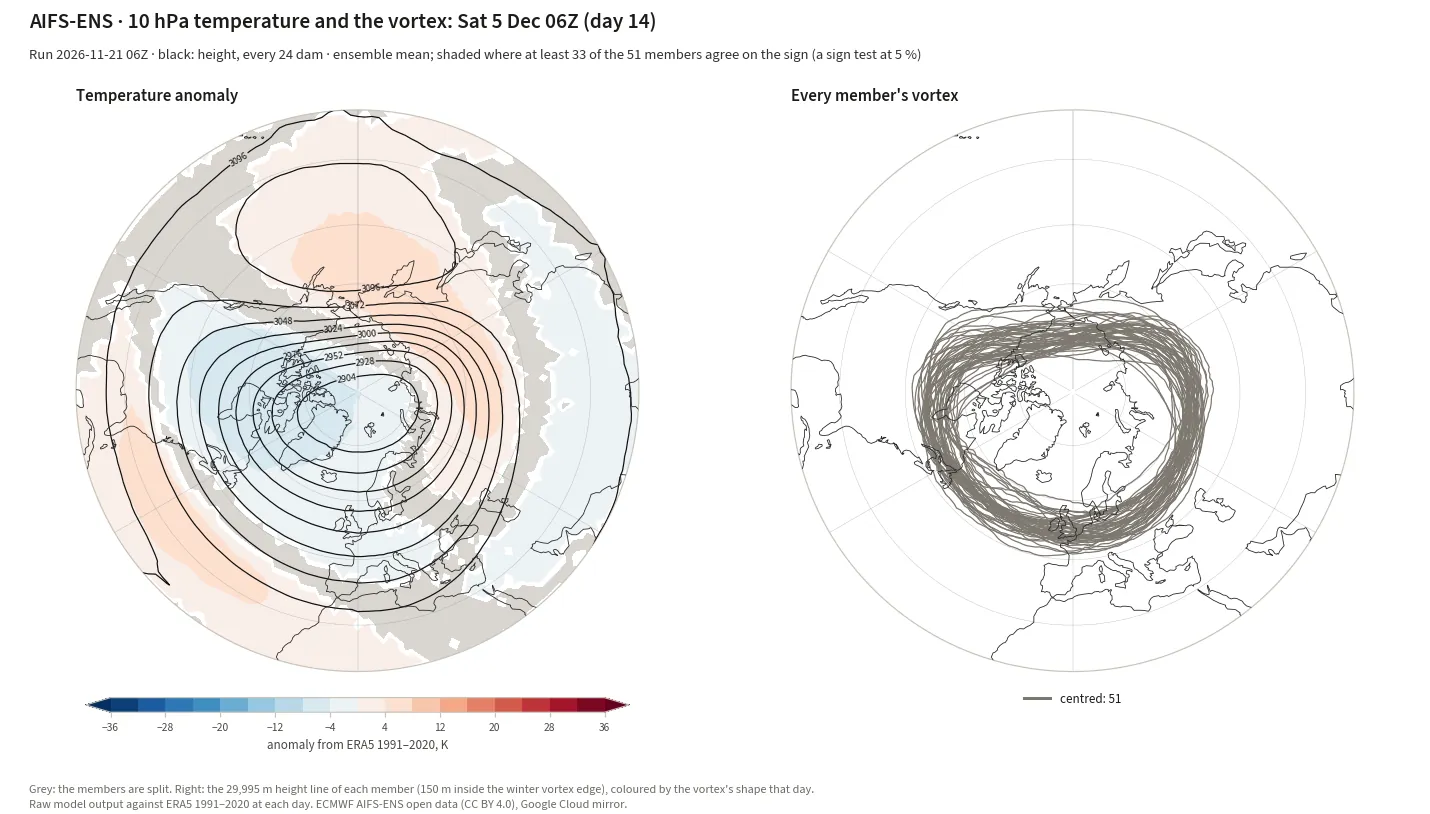 AIFS-ENS · 10 hPa temperature and the vortex: Sat 5 Dec 06Z (day 14)
Run 2026-11-21 06Z · black: height, every 24 dam · ensemble mean; shaded where at least 33 of the 51 members agree on the sign (a sign test at 5 %)
Temperature anomaly
Every member's vortex
3096
3096
3072
3048
3024
3000
2952
2928
2904
centred: 51
−36 −28 −20 −12 −4 4 12 20 28 36
anomaly from ERA5 1991–2020, K
Grey: the members are split. Right: the 29,995 m height line of each member (150 m inside the winter vortex edge), coloured by the vortex's shape that day.
Raw model output against ERA5 1991–2020 at each day. ECMWF AIFS-ENS open data (CC BY 4.0), Google Cloud mirror.